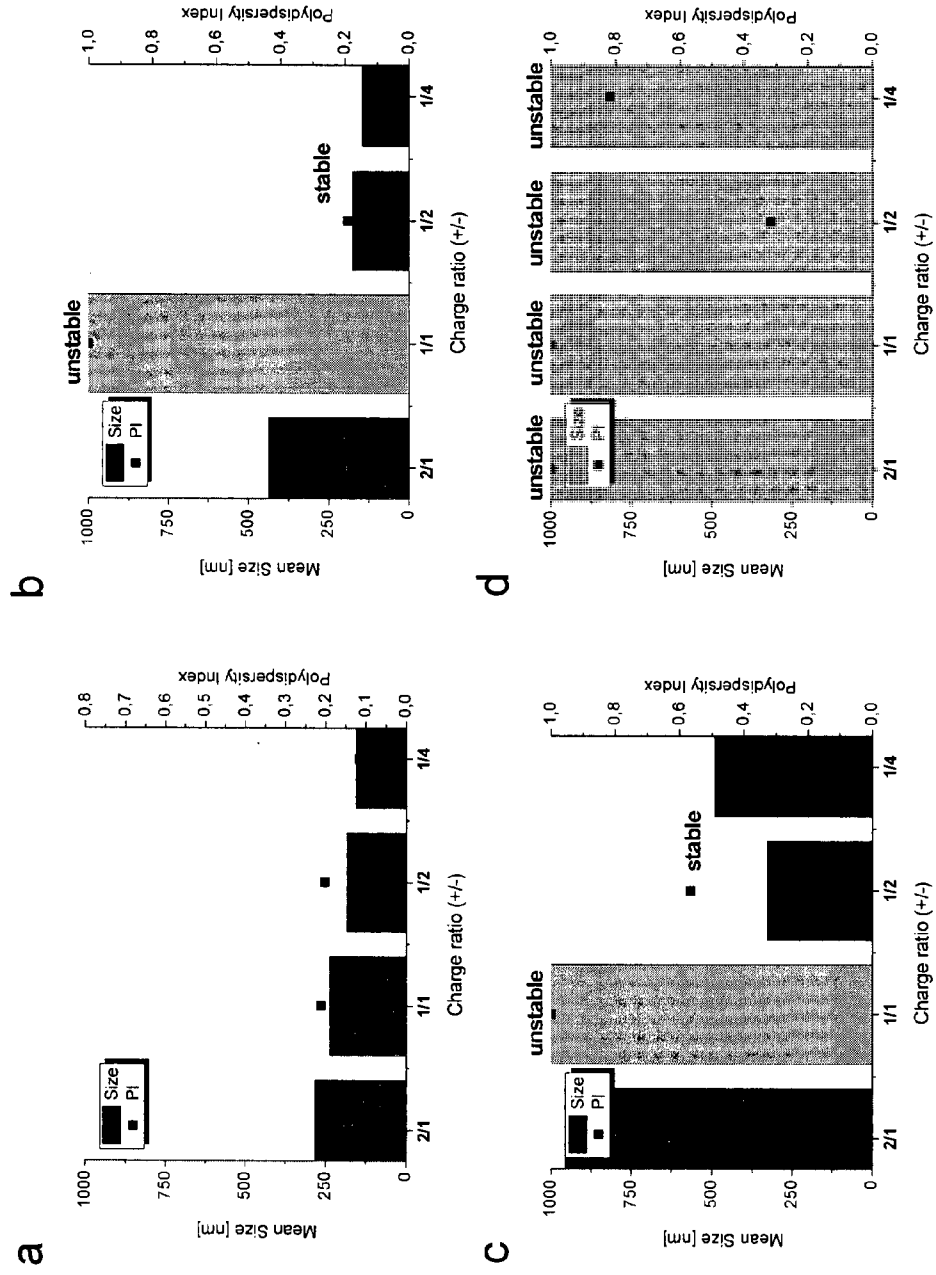 a
Mean Size [nm]
1000
750
500
250
0
Size
PI
0,8
0,7
0,6
0,5
0,4
0,3
0,2
0,1
0,0
Polydispersity Index
2/1
1/1
1/2
1/4
Charge ratio (+/-)
b
Mean Size [nm]
1000
750
500
250
0
Size
PI
unstable
stable
1,0
0,8
0,6
0,4
0,2
0,0
Polydispersity Index
2/1
1/1
1/2
1/4
Charge ratio (+/-)
c
Mean Size [nm]
1000
750
500
250
0
Size
PI
unstable
stable
1,0
0,8
0,6
0,4
0,2
0,0
Polydispersity Index
2/1
1/1
1/2
1/4
Charge ratio (+/-)
d
Mean Size [nm]
1000
750
500
250
0
unstable
unstable
unstable
unstable
Size
PI
1,0
0,8
0,6
0,4
0,2
0,0
Polydispersity Index
2/1
1/1
1/2
1/4
Charge ratio (+/-)